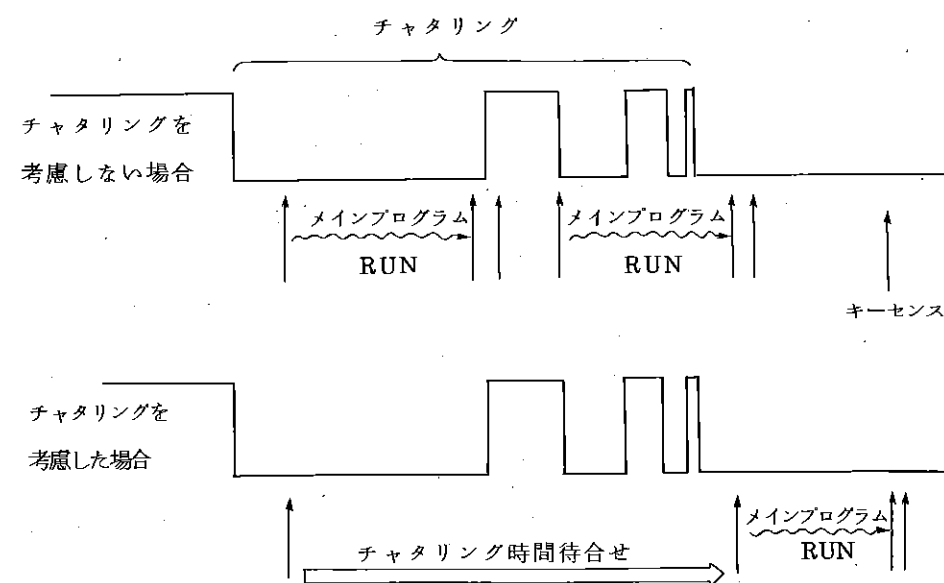 チャタリング
チャタリングを
考慮しない場合
メインプログラム
RUN
メインプログラム
RUN
キーセンス
チャタリングを
考慮した場合
メインプログラム
RUN
チャタリング時間待合せ